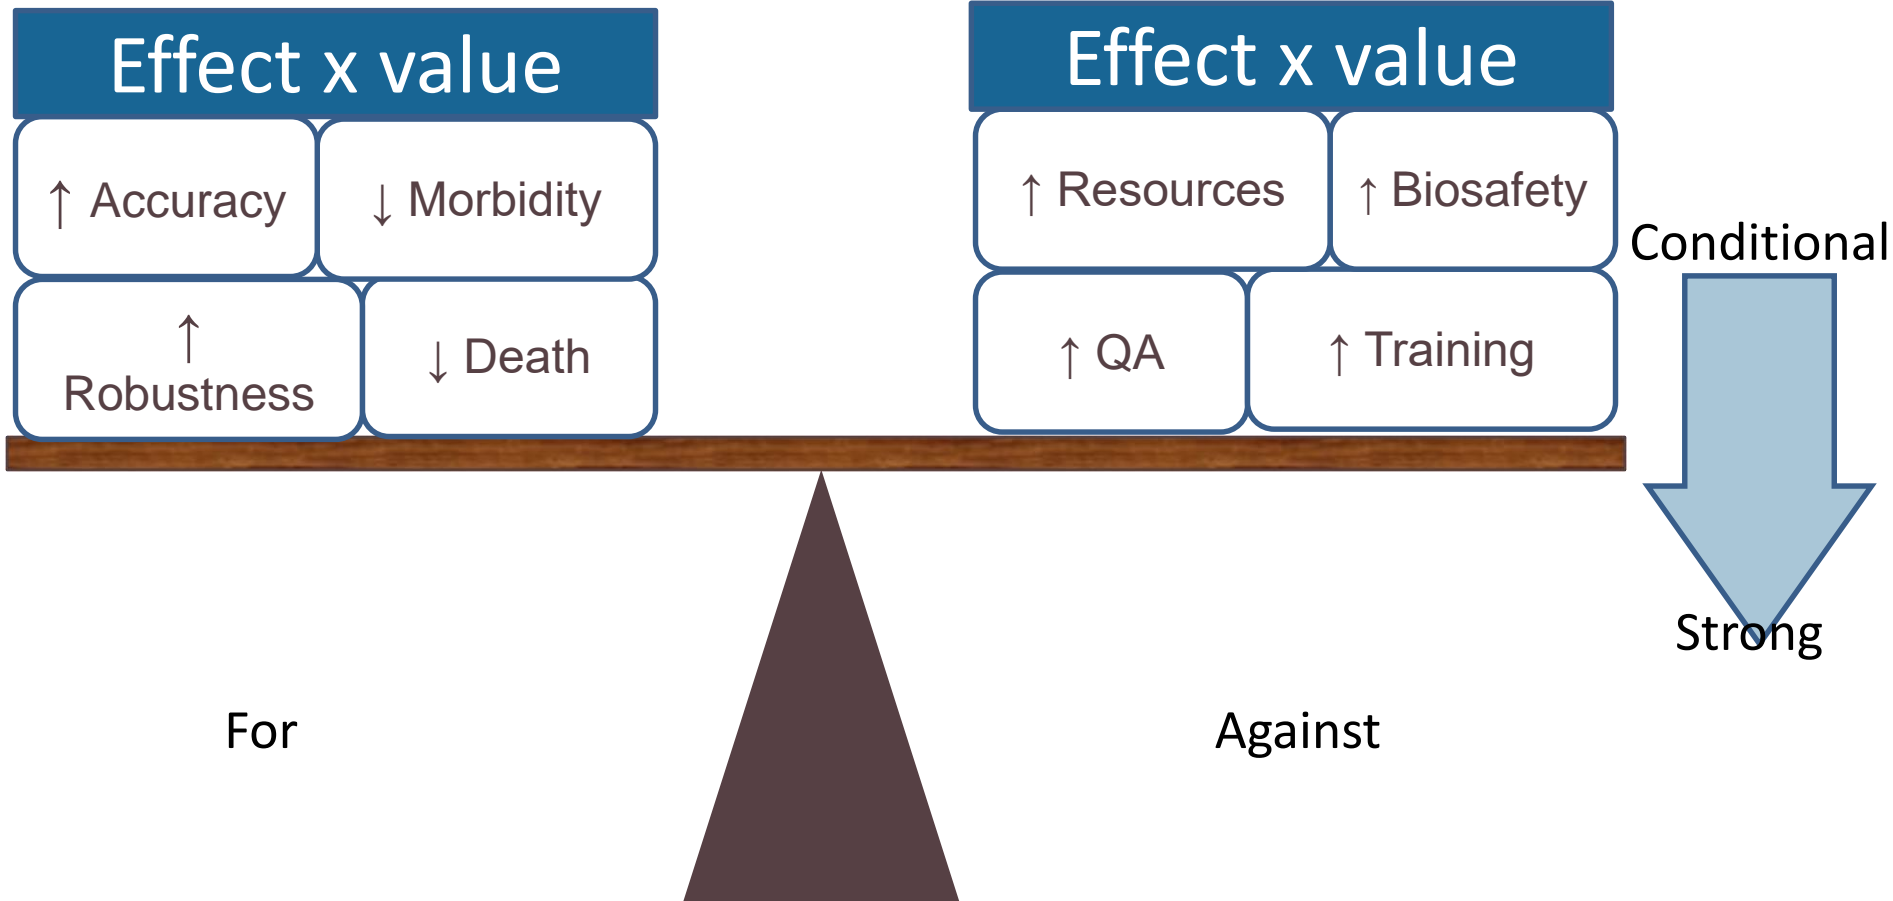 Effect x value
↑ Accuracy
↓ Morbidity
↑
Robustness
↓ Death
Effect x value
↑ Resources
↑ Biosafety
↑ QA
↑ Training
Conditional
Strong
For
Against